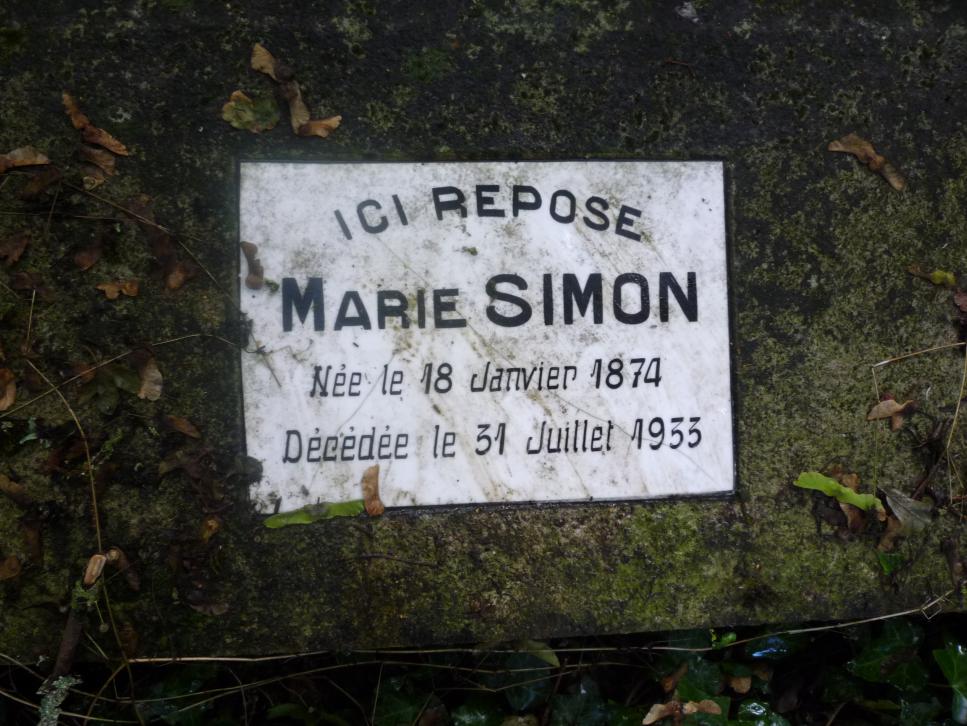 ICI REPOSE
MARIE SIMON
Née le 18 Janvier 1874
Décédée le 31 Juillet 1933